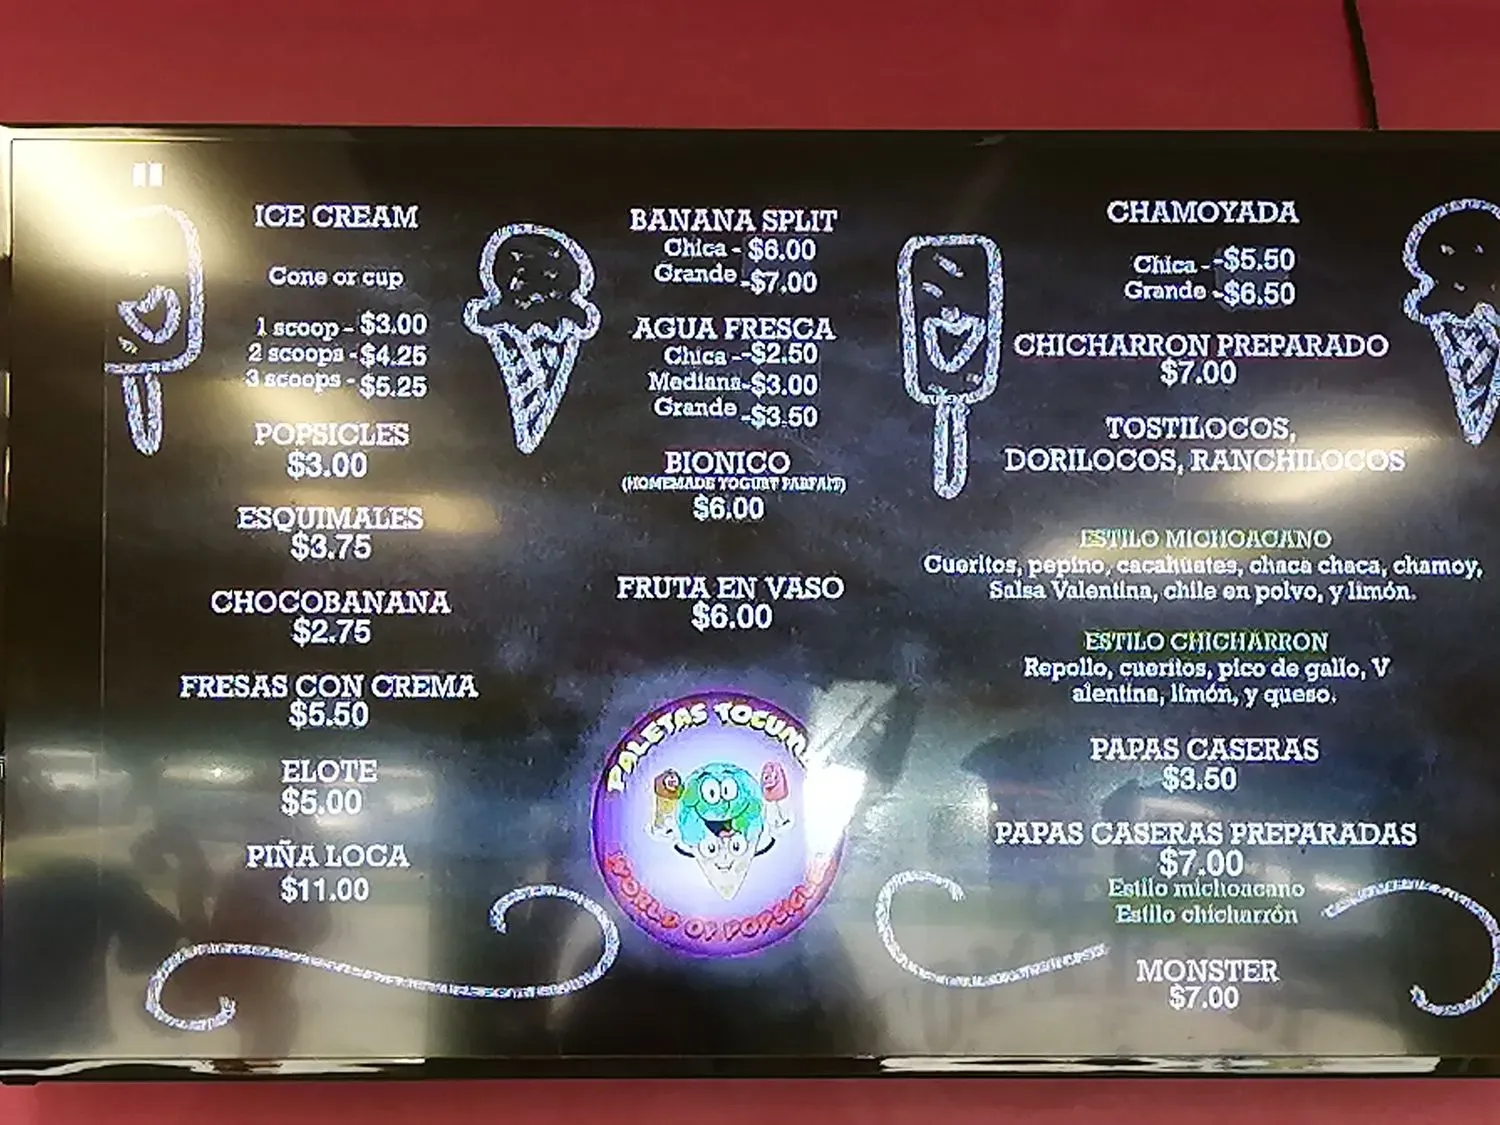 ICE CREAM
Cone or cup
1 scoop - $3.00
2 scoops - $4.25
3 scoops - $5.25
POPSICLES
$3.00
ESQUIMALES
$3.75
CHOCOBANANA
$2.75
FRESAS CON CREMA
$5.50
ELOTE
$5.00
PIÑA LOCA
$11.00
BANANA SPLIT
Chica - $6.00
Grande -$7.00
AGUA FRESCA
Chica --$2.50
Mediana-$3.00
Grande -$3.50
BIONICO
(HOMEMADE YOGURT PARFAIT)
$6.00
FRUTA EN VASO
$6.00
PALETAS TOCUM
WORLD OF POPSICLE
CHAMOYADA
Chica --$5.50
Grande -$6.50
CHICHARRON PREPARADO
$7.00
TOSTILOCOS,
DORILOCOS, RANCHILOCOS
ESTILO MICHOACANO
Cueritos, pepino, cacahuates, chaca chaca, chamoy,
Salsa Valentina, chile en polvo, y limón.
ESTILO CHICHARRON
Repollo, cueritos, pico de gallo, V
alentina, limón, y queso.
PAPAS CASERAS
$3.50
PAPAS CASERAS PREPARADAS
$7.00
Estilo michoacano
Estilo chicharrón
MONSTER
$7.00